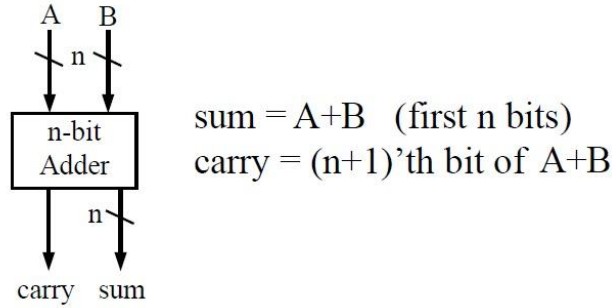 A B
n
n-bit
Adder
n
carry sum
sum = A+B (first n bits)
carry = (n+1)'th bit of A+B